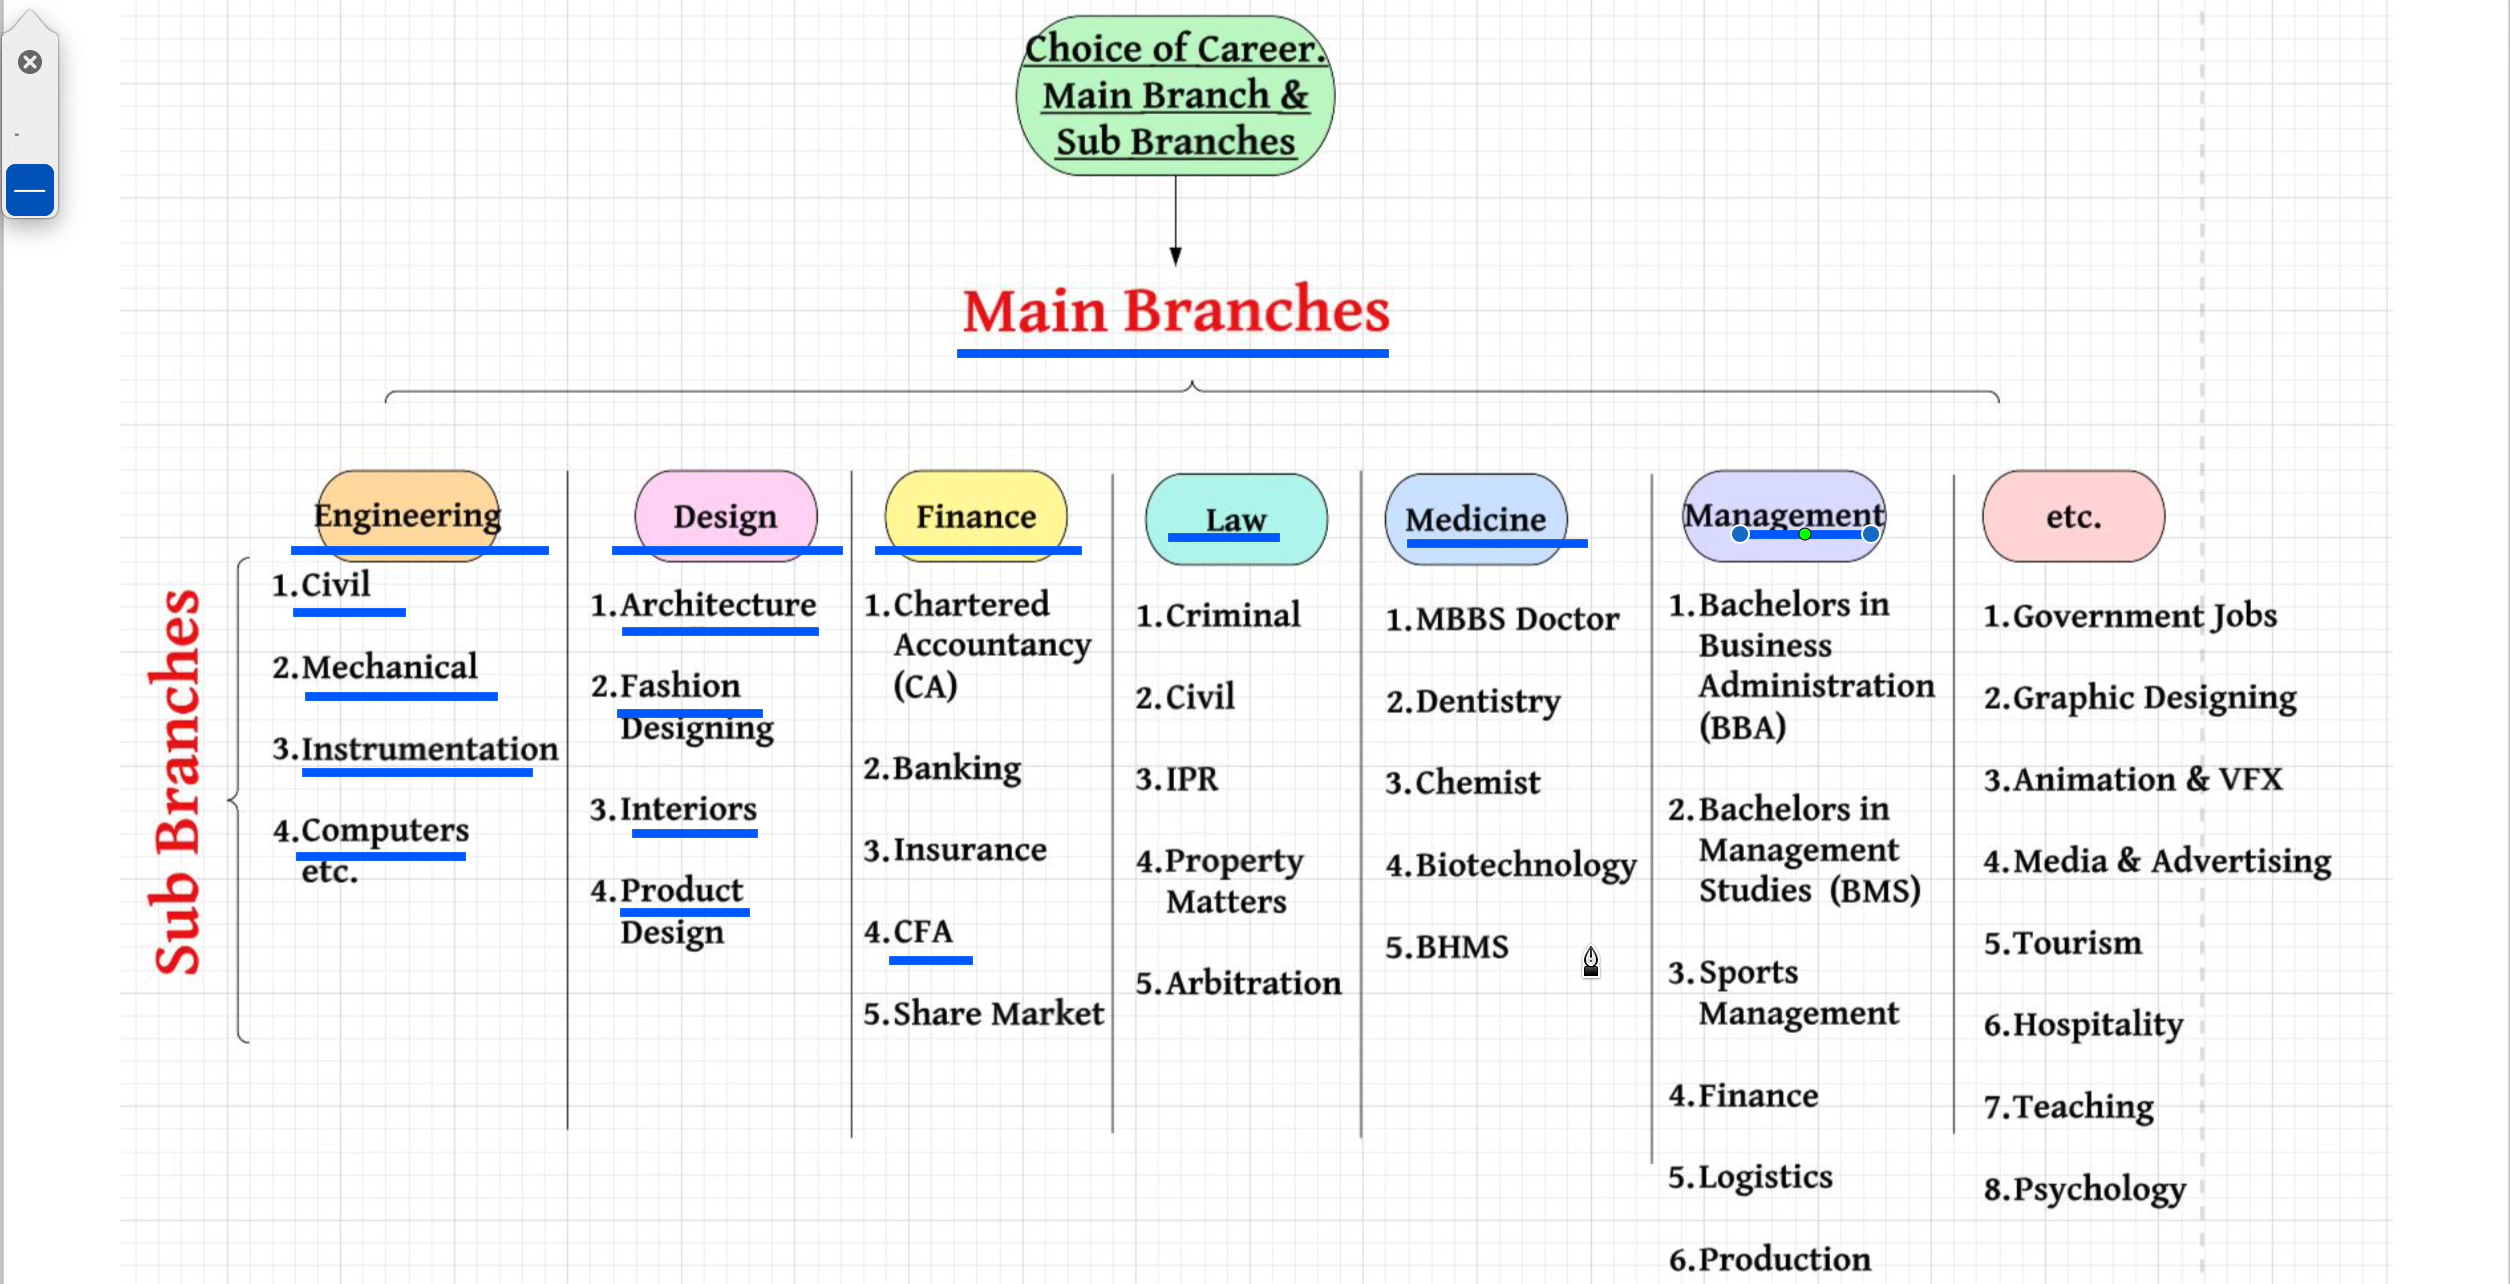 Choice of Career.
Main Branch &
Sub Branches
Main Branches
Sub Branches
Engineering
1.Civil
2.Mechanical
3.Instrumentation
4.Computers
etc.
Design
1.Architecture
2.Fashion
Designing
3.Interiors
4.Product
Design
Finance
1.Chartered
Accountancy
(CA)
2.Banking
3.Insurance
4.CFA
5.Share Market
Law
1.Criminal
2.Civil
3.IPR
4.Property
Matters
5.Arbitration
Medicine
1.MBBS Doctor
2.Dentistry
3.Chemist
4.Biotechnology
5.BHMS
Management
1.Bachelors in
Business
Administration
(BBA)
2.Bachelors in
Management
Studies (BMS)
3.Sports
Management
4.Finance
5.Logistics
6.Production
etc.
1.Government Jobs
2.Graphic Designing
3.Animation & VFX
4.Media & Advertising
5.Tourism
6.Hospitality
7.Teaching
8.Psychology